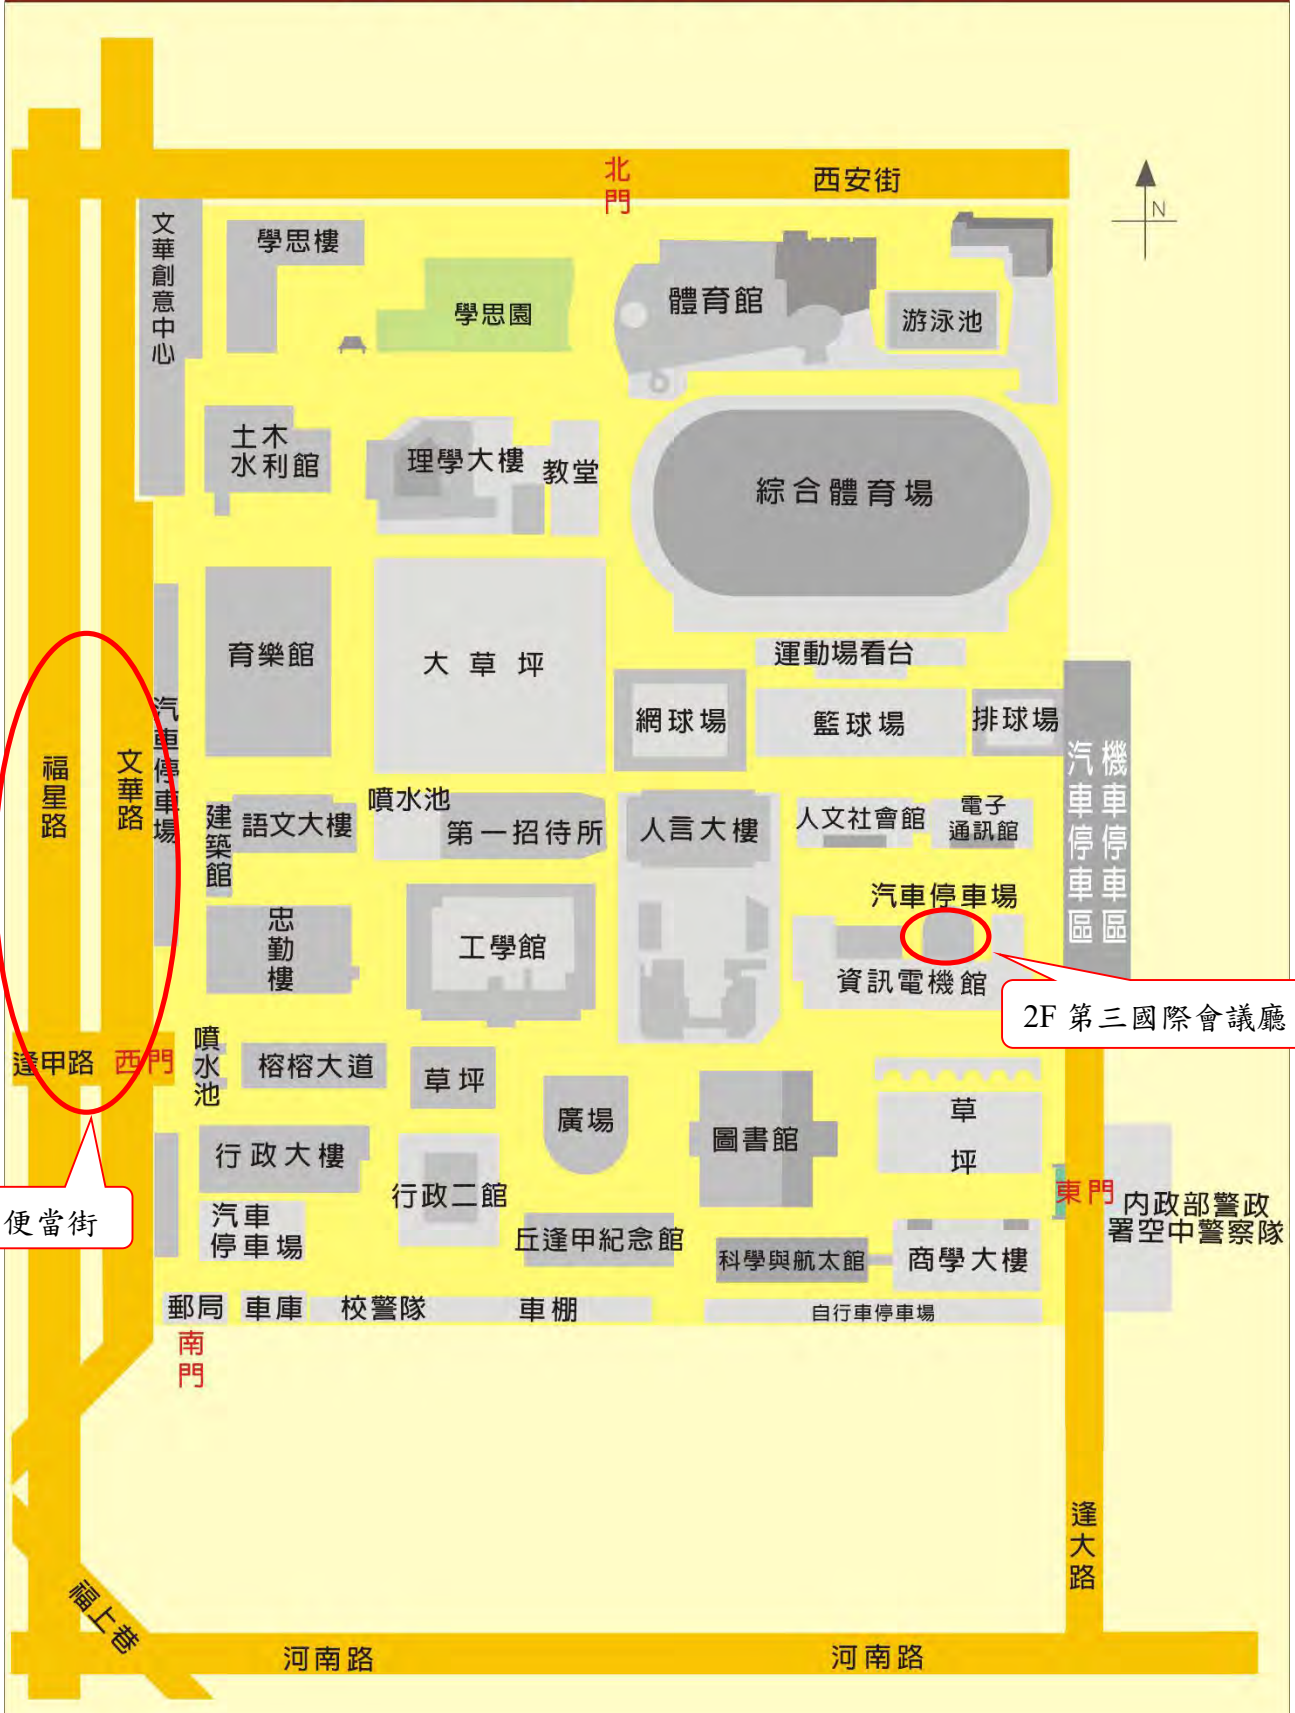 北門
西安街
N
文華創意中心
學思樓
學思園
體育館
游泳池
土木
水利館
理學大樓
教堂
綜合體育場
育樂館
大草坪
運動場看台
網球場
籃球場
排球場
汽車停車場
福星路
文華路
汽車停車區
機車停車區
建築館
語文大樓
噴水池
第一招待所
人言大樓
人文社會館
電子
通訊館
汽車停車場
忠勤樓
工學館
資訊電機館
2F 第三國際會議廳
逢甲路
西門
噴水池
榕榕大道
草坪
廣場
圖書館
草坪
行政大樓
行政二館
東門
內政部警政
署空中警察隊
便當街
汽車
停車場
丘逢甲紀念館
科學與航太館
商學大樓
郵局
車庫
校警隊
車棚
自行車停車場
南門
逢大路
福上巷
河南路
河南路